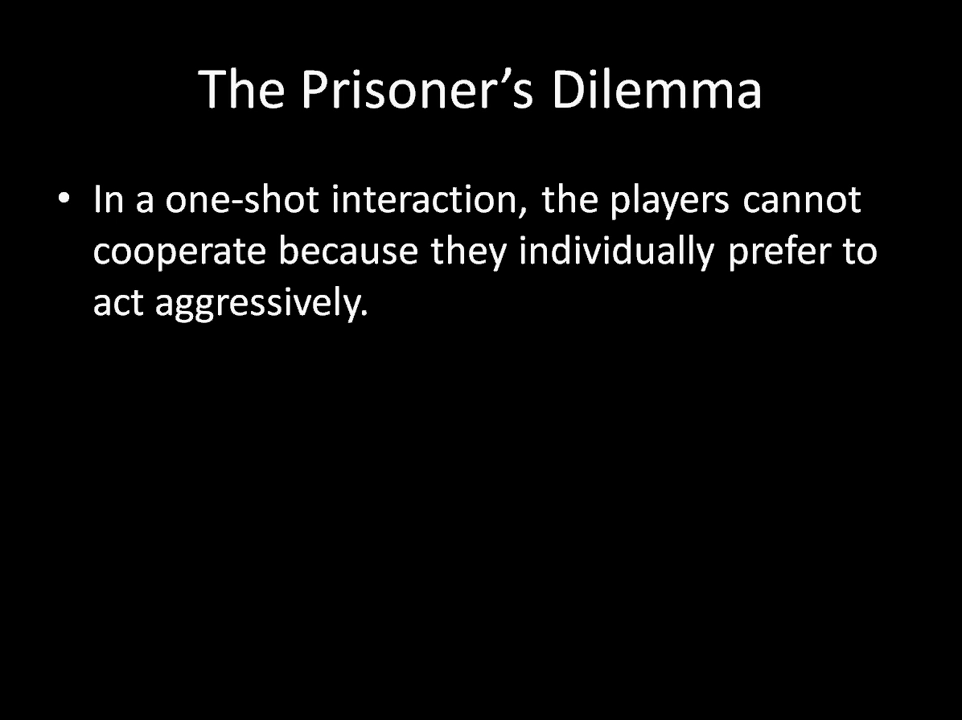 The Prisoner’s Dilemma
• In a one-shot interaction, the players cannot
cooperate because they individually prefer to
act aggressively.